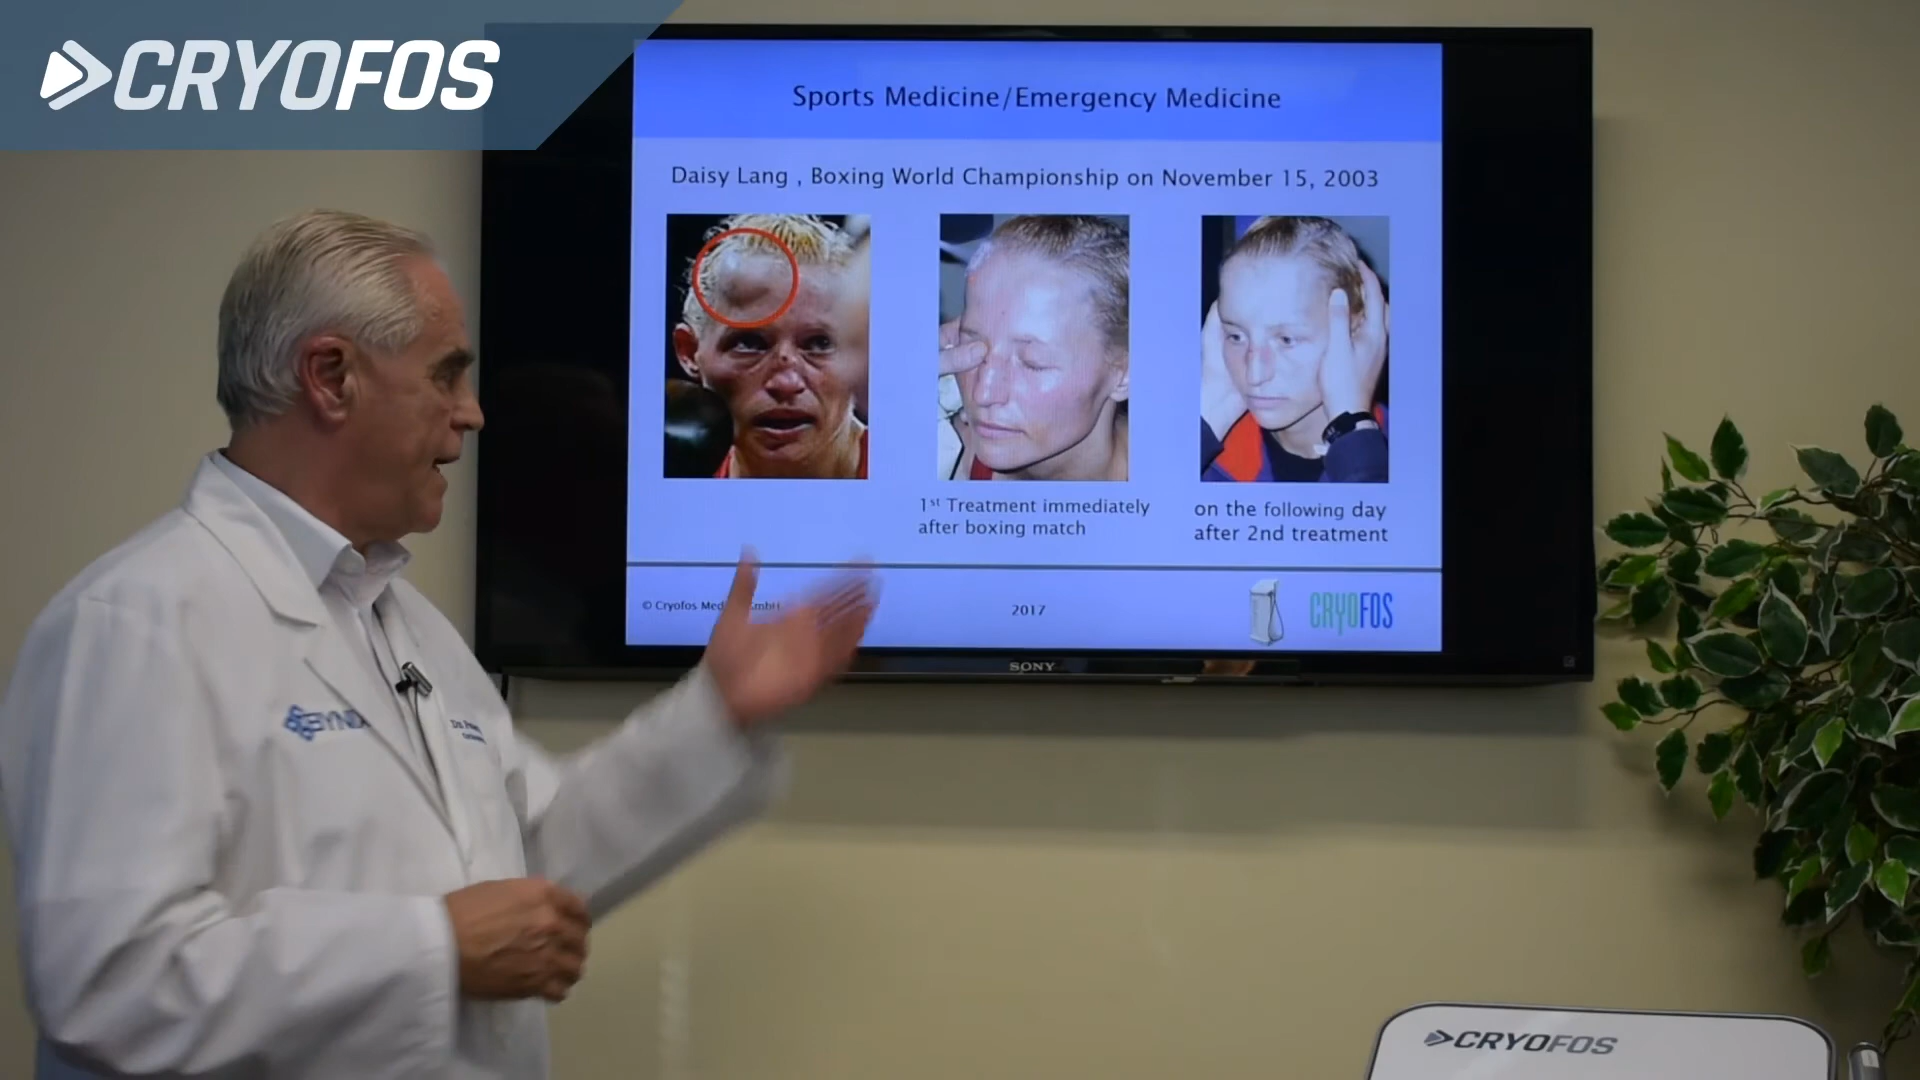 CRYOFOS
Sports Medicine/Emergency Medicine
Daisy Lang , Boxing World Championship on November 15, 2003
1st Treatment immediately
after boxing match
on the following day
after 2nd treatment
© Cryofos
2017
CRYOFOS
SONY
CRYOFOS